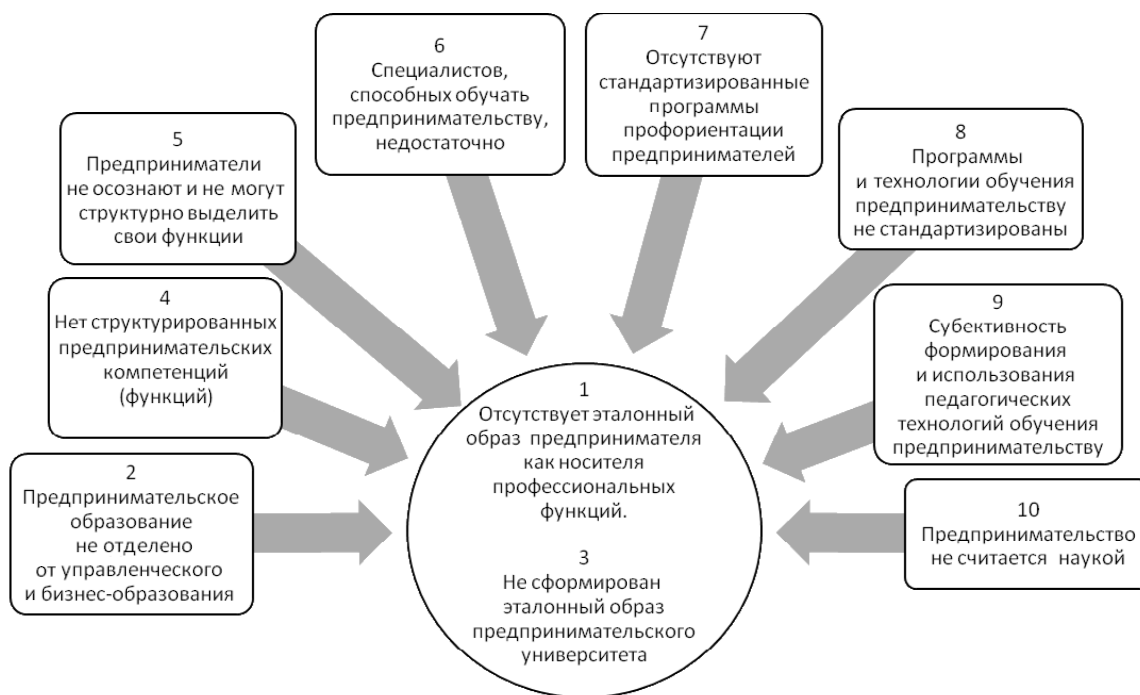 6
Специалистов,
способных обучать
предпринимательству,
недостаточно
7
Отсутствуют
стандартизированные
программы
профориентации
предпринимателей
5
Предприниматели
не осознают и не могут
структурно выделить
свои функции
8
Программы
и технологии обучения
предпринимательству
не стандартизированы
4
Нет структурированных
предпринимательских
компетенций
(функций)
9
Субективность
формирования
и использования
педагогических
технологий обучения
предпринимательству
1
Отсутствует эталонный
образ предпринимателя
как носителя
профессиональных
функций.
3
Не сформирован
эталонный образ
предпринимательского
университета
2
Предпринимательское
образование
не отделено
от управленческого
и бизнес-образования
10
Предпринимательство
не считается наукой